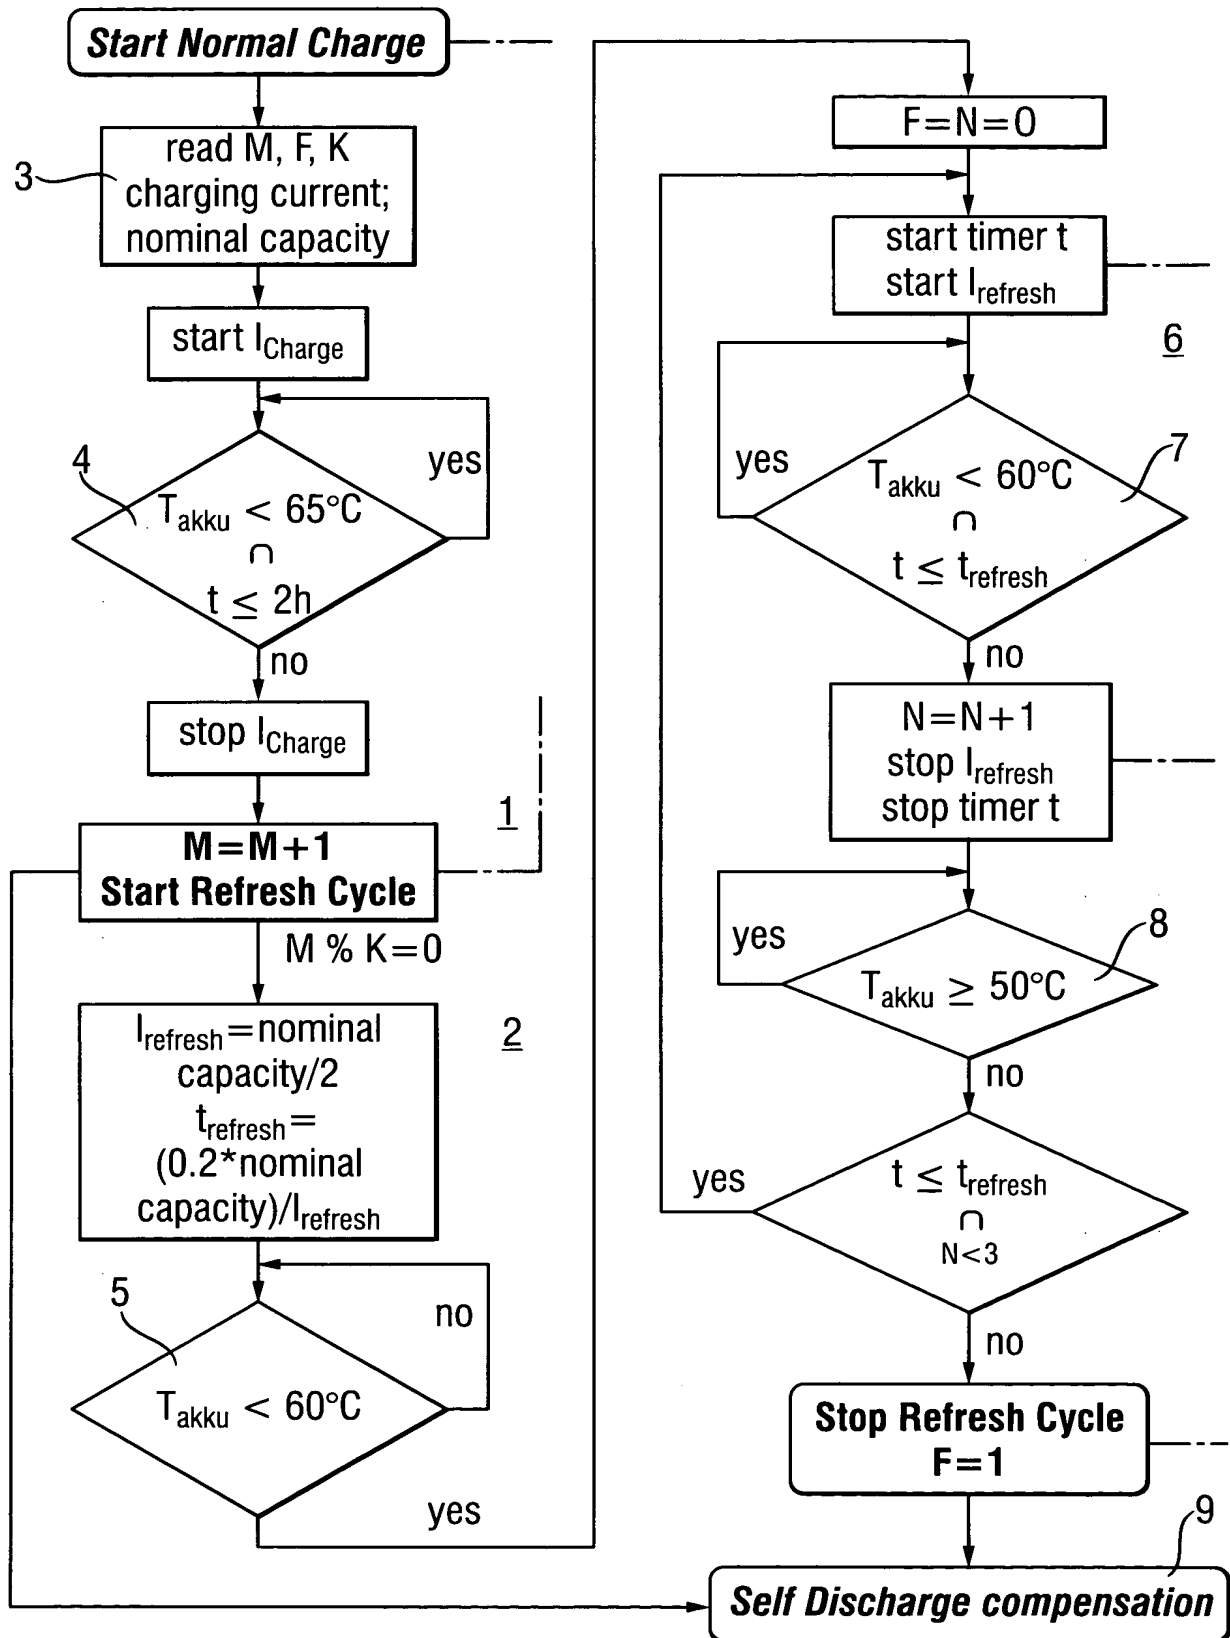 Start Normal Charge
3
read M, F, K
charging current;
nominal capacity
start ICharge
yes
4
Takku < 65°C
∩
t ≤ 2h
no
stop ICharge
1
M=M+1
Start Refresh Cycle
M % K=0
2
Irefresh=nominal
capacity/2
trefresh=
(0.2*nominal
capacity)/Irefresh
5
no
Takku < 60°C
yes
F=N=0
start timer t
start Irefresh
6
7
yes
Takku < 60°C
∩
t ≤ trefresh
no
N=N+1
stop Irefresh
stop timer t
yes
8
Takku ≥ 50°C
no
yes
t ≤ trefresh
∩
N<3
no
Stop Refresh Cycle
F=1
9
Self Discharge compensation